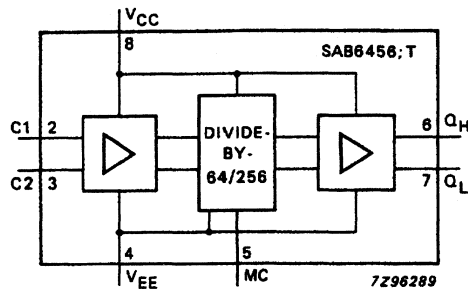 VCC
8
SAB6456; T
C1 2
C2 3
DIVIDE-
BY-
64/256
6 QH
7 QL
4
VEE
5
MC
7Z96289